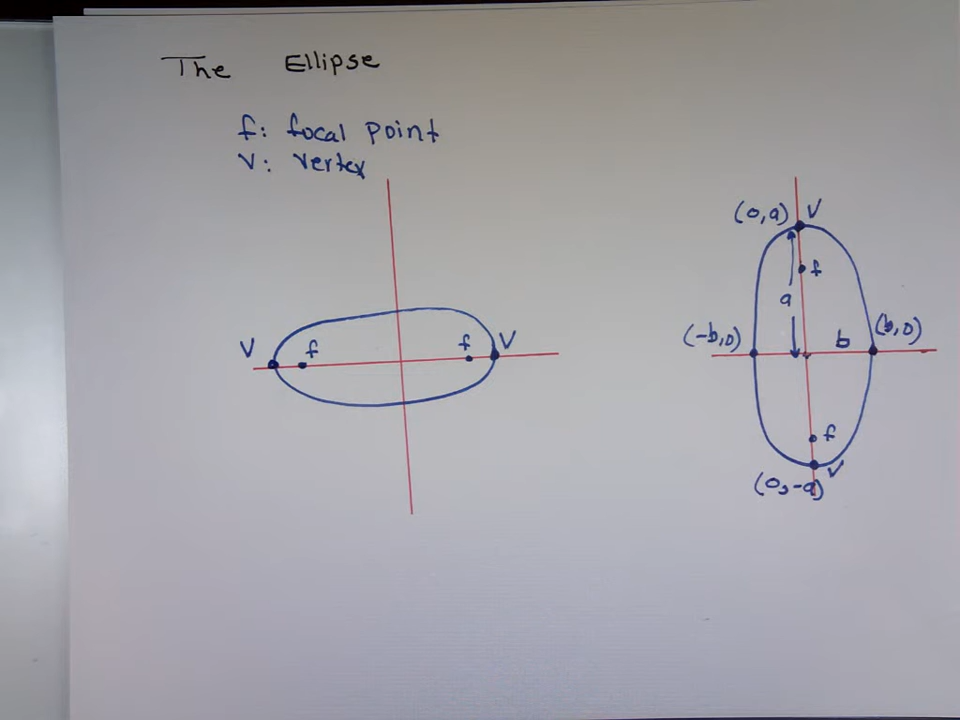 The Ellipse
f: focal point
V: Vertex
(0,a) V
f
a
V f f V
(-b,0) b (b,0)
f
V
(0,-a)